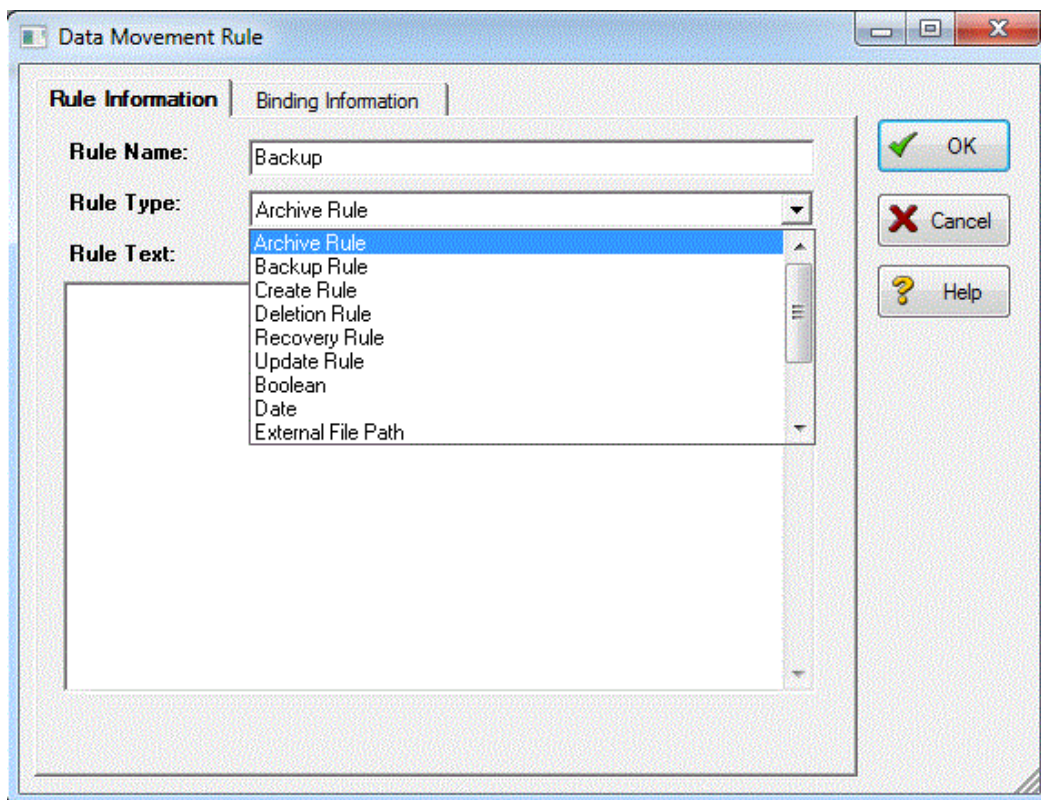 Data Movement Rule
Rule Information
Binding Information
Rule Name:
Backup
OK
Rule Type:
Archive Rule
Cancel
Rule Text:
Archive Rule
Backup Rule
Create Rule
Deletion Rule
Recovery Rule
Update Rule
Boolean
Date
External File Path
Help